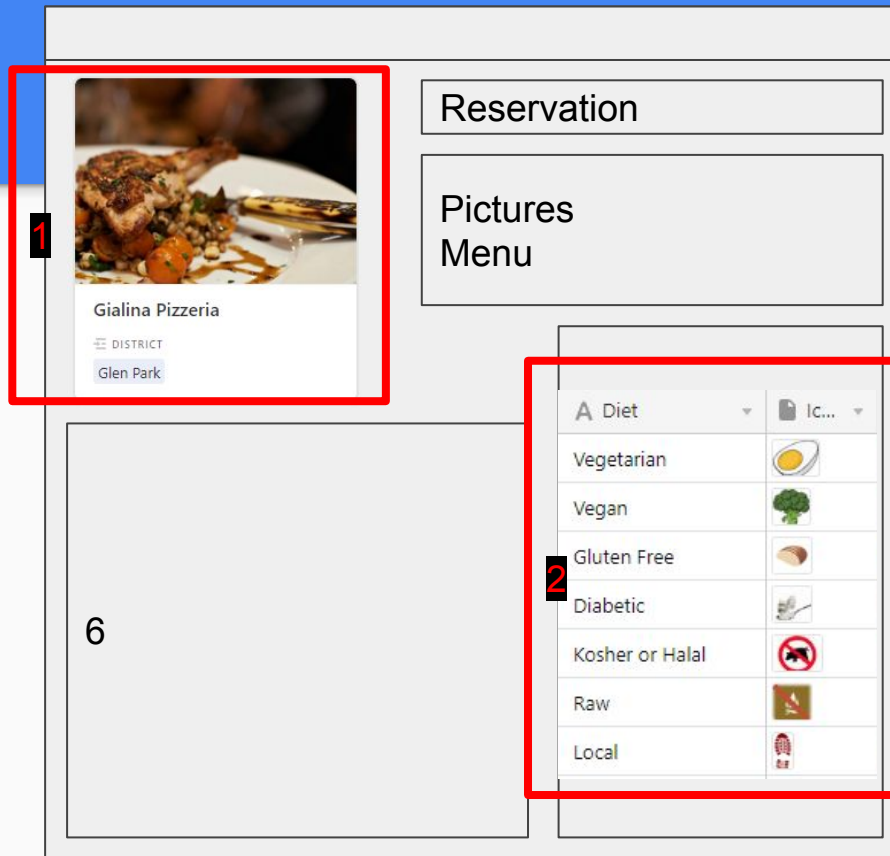 1
Gialina Pizzeria
DISTRICT
Glen Park
Reservation
Pictures
Menu
6
2
A Diet
Ic...
Vegetarian
Vegan
Gluten Free
Diabetic
Kosher or Halal
Raw
Local